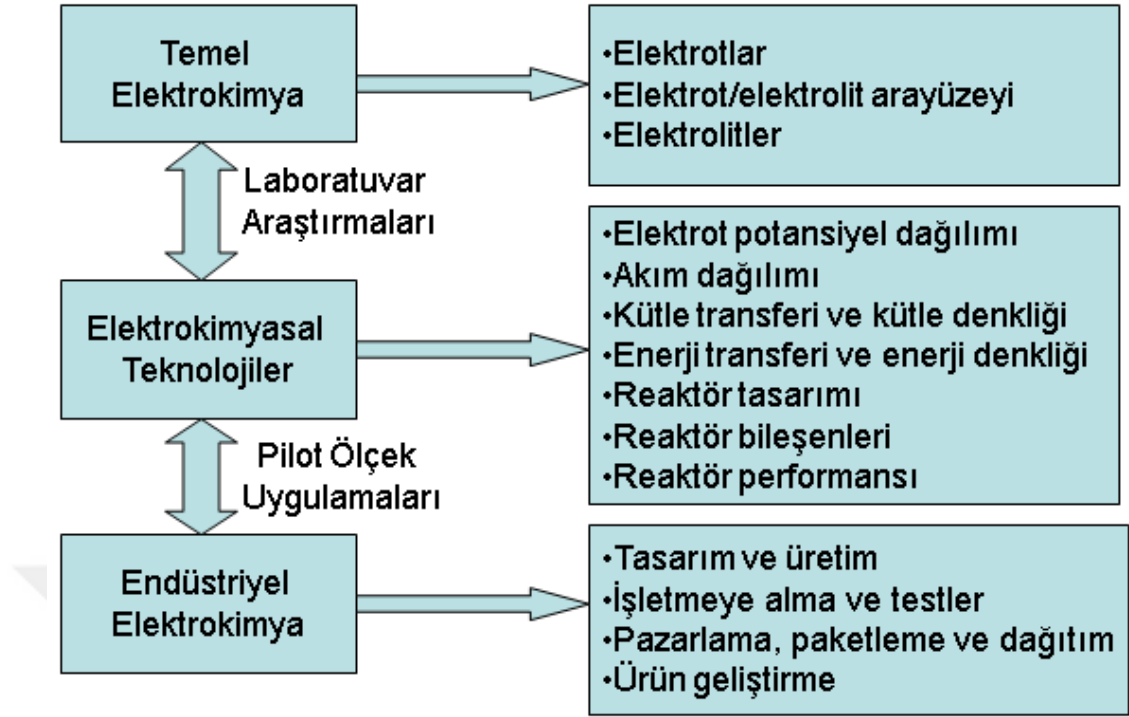 Temel
Elektrokimya
•Elektrotlar
•Elektrot/elektrolit arayüzeyi
•Elektrolitler
Laboratuvar
Araştırmaları
Elektrokimyasal
Teknolojiler
•Elektrot potansiyel dağılımı
•Akım dağılımı
•Kütle transferi ve kütle denkliği
•Enerji transferi ve enerji denkliği
•Reaktör tasarımı
•Reaktör bileşenleri
•Reaktör performansı
Pilot Ölçek
Uygulamaları
Endüstriyel
Elektrokimya
•Tasarım ve üretim
•İşletmeye alma ve testler
•Pazarlama, paketleme ve dağıtım
•Ürün geliştirme